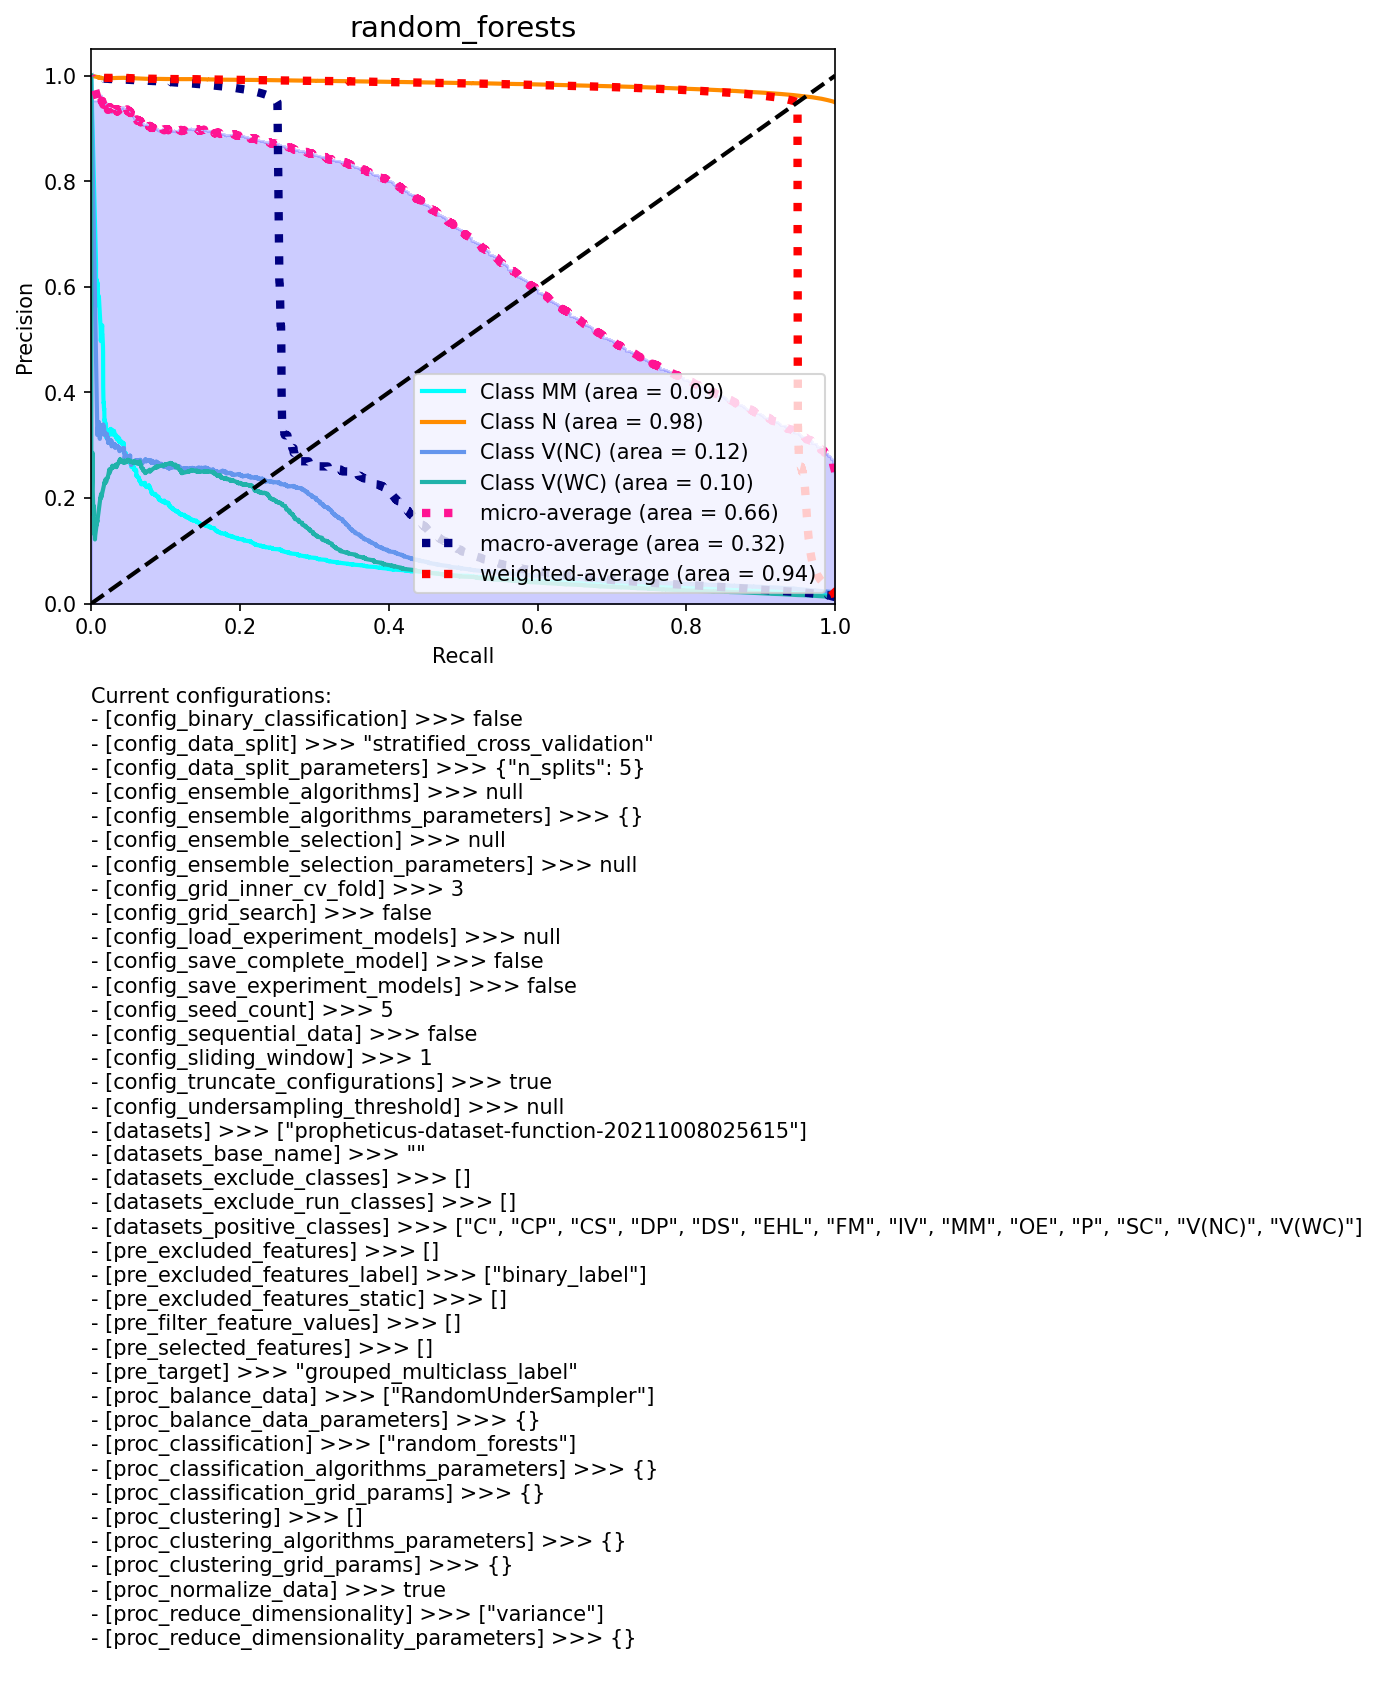 random_forests
1.0
0.8
0.6
0.4
0.2
0.0
Precision
Class MM (area = 0.09)
Class N (area = 0.98)
Class V(NC) (area = 0.12)
Class V(WC) (area = 0.10)
micro-average (area = 0.66)
macro-average (area = 0.32)
weighted-average (area = 0.94)
0.0 0.2 0.4 0.6 0.8 1.0
Recall
Current configurations:
- [config_binary_classification] >>> false
- [config_data_split] >>> "stratified_cross_validation"
- [config_data_split_parameters] >>> {"n_splits": 5}
- [config_ensemble_algorithms] >>> null
- [config_ensemble_algorithms_parameters] >>> {}
- [config_ensemble_selection] >>> null
- [config_ensemble_selection_parameters] >>> null
- [config_grid_inner_cv_fold] >>> 3
- [config_grid_search] >>> false
- [config_load_experiment_models] >>> null
- [config_save_complete_model] >>> false
- [config_save_experiment_models] >>> false
- [config_seed_count] >>> 5
- [config_sequential_data] >>> false
- [config_sliding_window] >>> 1
- [config_truncate_configurations] >>> true
- [config_undersampling_threshold] >>> null
- [datasets] >>> ["propheticus-dataset-function-20211008025615"]
- [datasets_base_name] >>> ""
- [datasets_exclude_classes] >>> []
- [datasets_exclude_run_classes] >>> []
- [datasets_positive_classes] >>> ["C", "CP", "CS", "DP", "DS", "EHL", "FM", "IV", "MM", "OE", "P", "SC", "V(NC)", "V(WC)"]
- [pre_excluded_features] >>> []
- [pre_excluded_features_label] >>> ["binary_label"]
- [pre_excluded_features_static] >>> []
- [pre_filter_feature_values] >>> []
- [pre_selected_features] >>> []
- [pre_target] >>> "grouped_multiclass_label"
- [proc_balance_data] >>> ["RandomUnderSampler"]
- [proc_balance_data_parameters] >>> {}
- [proc_classification] >>> ["random_forests"]
- [proc_classification_algorithms_parameters] >>> {}
- [proc_classification_grid_params] >>> {}
- [proc_clustering] >>> []
- [proc_clustering_algorithms_parameters] >>> {}
- [proc_clustering_grid_params] >>> {}
- [proc_normalize_data] >>> true
- [proc_reduce_dimensionality] >>> ["variance"]
- [proc_reduce_dimensionality_parameters] >>> {}